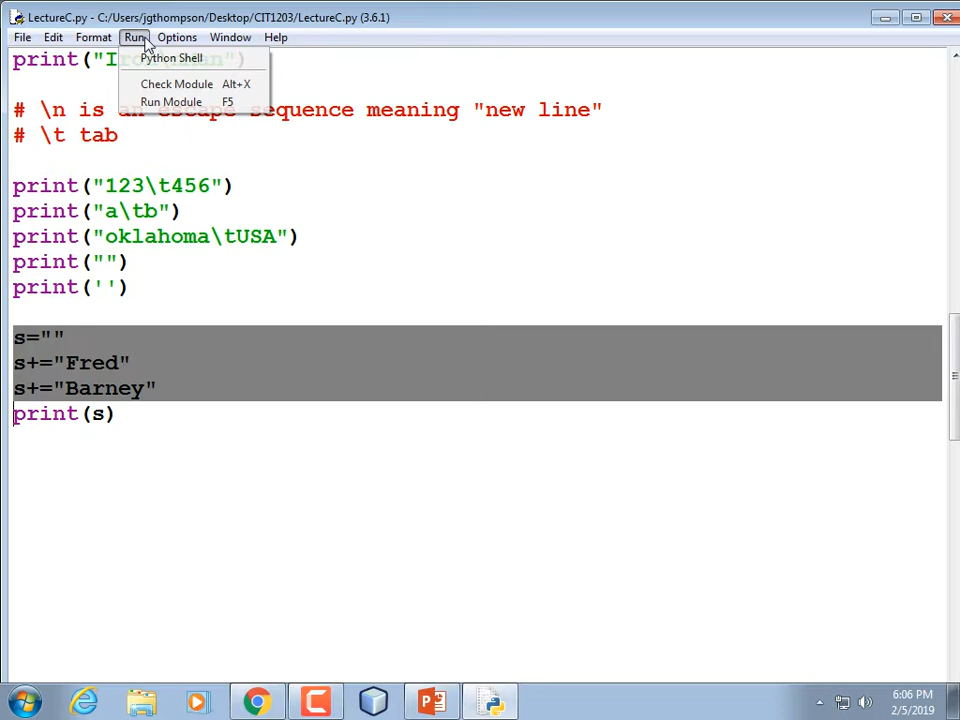 LectureC.py - C:/Users/jgthompson/Desktop/CIT1203/LectureC.py (3.6.1)
File Edit Format Run Options Window Help
Python Shell
Check Module Alt+X
Run Module F5
print("I
")
# \n is an escape sequence meaning "new line"
# \t tab
print("123\t456")
print("a\tb")
print("oklahoma\tUSA")
print("")
print('')
s=""
s+="Fred"
s+="Barney"
print(s)
6:06 PM
2/5/2019